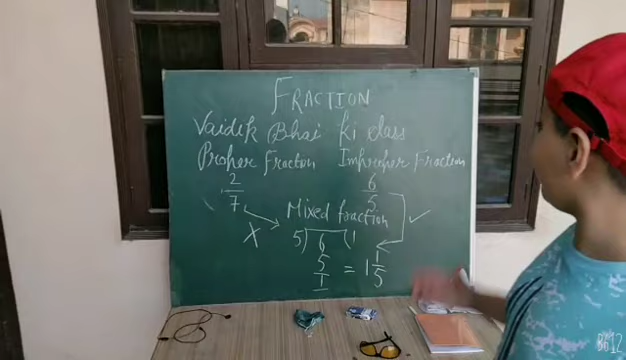 FRACTION
Vaidik Bhai ki class
Proper Fraction Improper Fraction
2/7 6/5
Mixed fraction
X ✓
5) 6 (1
5
1
= 1 1/5
B612